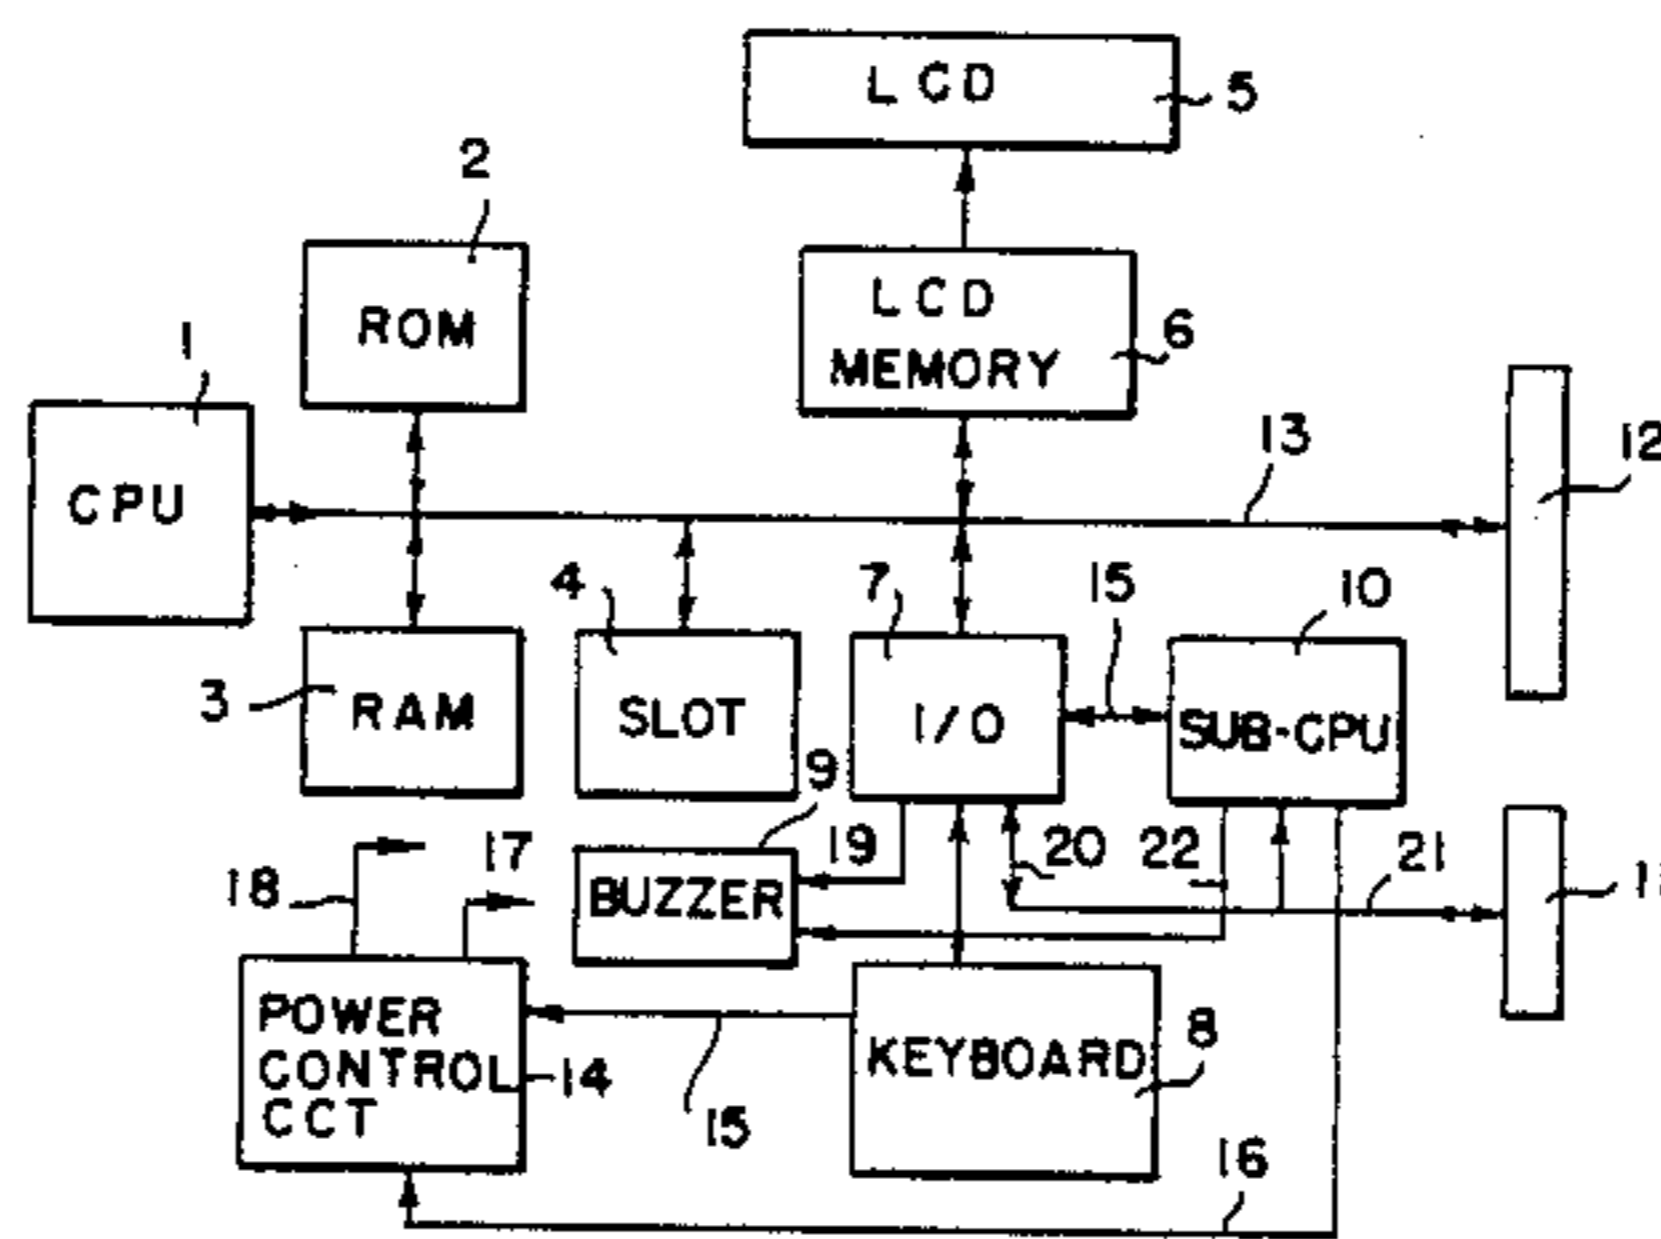 LCD
5
2
LCD
MEMORY
6
ROM
1
13
12
CPU
4
7
15
10
3
RAM
SLOT
I/O
SUB-CPU
9
18
17
BUZZER
19
20
22
21
POWER
CONTROL
CCT
14
15
KEYBOARD
8
16